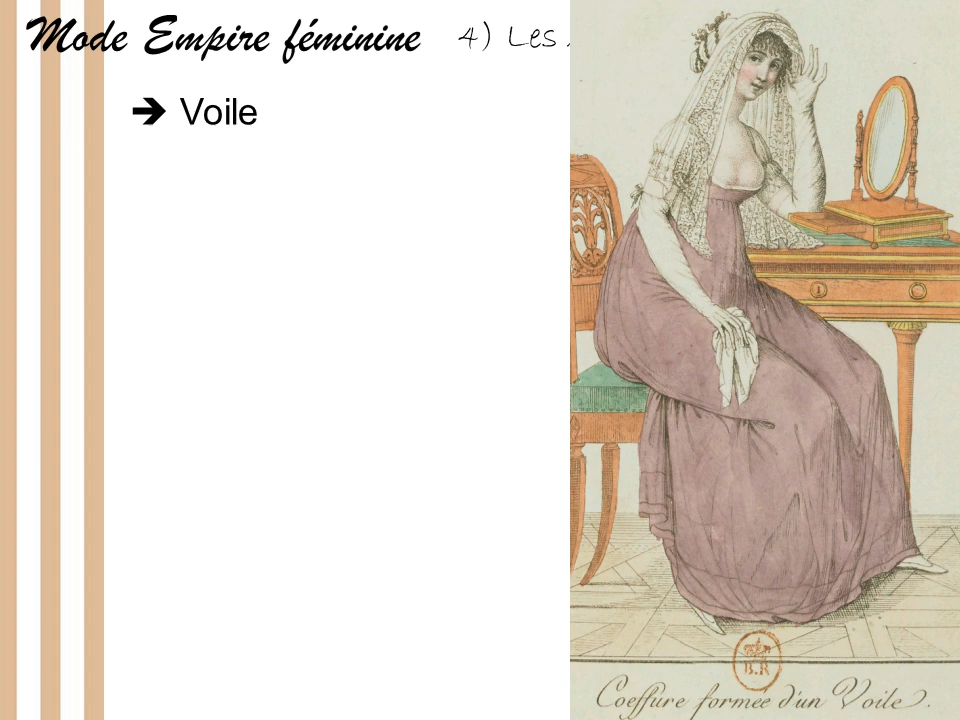 Mode Empire féminine 4) Les
➔ Voile
B.R
Coeffure formée d'un Voile.